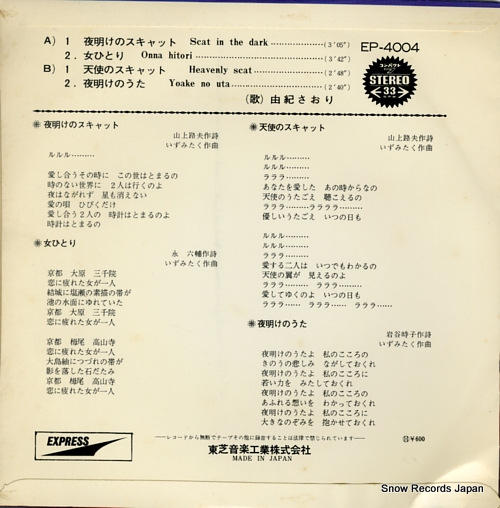 A) 1 夜明けのスキャット Scat in the dark (3'05")
2. 女ひとり Onna hitori (3'42")
B) 1 天使のスキャット Heavenly scat (2'48")
2. 夜明けのうた Yoake no uta (2'40")
(歌) 由紀さおり
EP-4004
コンパクト
STEREO
33
夜明けのスキャット
山上路夫作詩
いずみたく作曲
ルルル………
愛し合うその時に この世はとまるの
時のない世界に 2人は行くのよ
夜はながれず 星も消えない
愛の唄 ひびくだけ
愛し合う2人の 時計はとまるのよ
時計はとまるの
女ひとり
永 六輔作詩
いずみたく作曲
京都 大原 三千院
恋に疲れた女が一人
結城に塩瀬の素描の帯が
池の水面にゆれていた
京都 大原 三千院
恋に疲れた女が一人
京都 栂尾 高山寺
恋に疲れた女が一人
大島紬につづれの帯が
影を落した石だたみ
京都 栂尾 高山寺
恋に疲れた女が一人
天使のスキャット
山上路夫作詩
いずみたく作曲
ルルル………
ルルル………
ラララ………
あなたを愛した あの時からなの
天使のうたごえ 聴こえるの
ラララ………ララララ………
優しいうたごえ いつの日も
ルルル………
ルルル………
ラララ………
愛する二人は いつでもわかるの
天使の翼が 見えるのよ
ラララ……… ラララ………
愛してゆくのよ いつの日も
ラララ…… ラララ…… ラララ……
夜明けのうた
岩谷時子作詩
いずみたく作曲
夜明けのうたよ 私のこころの
きのうの悲しみ ながしておくれ
夜明けのうたよ 私のこころに
若い力を みたしておくれ
夜明けのうたよ 私のこころの
あふれる想いを わかっておくれ
夜明けのうたよ 私のこころに
大きなのぞみを 抱かせておくれ
EXPRESS
──レコードから無断でテープその他に録音することは法律で禁じられています──
東芝音楽工業株式会社
MADE IN JAPAN
¥600
Snow Records Japan